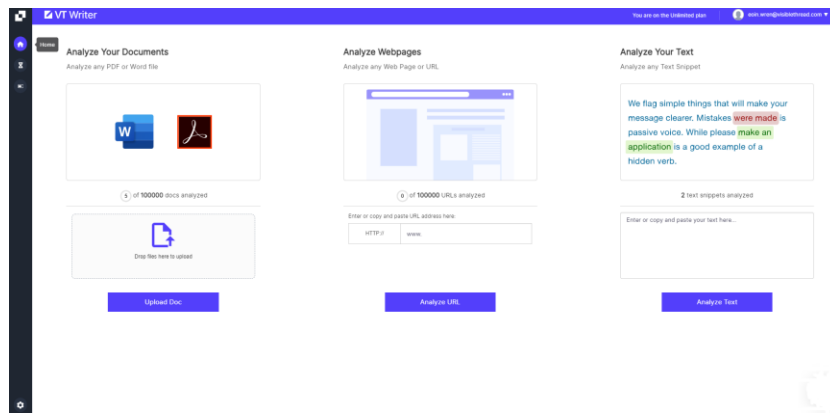 VT Writer
You are on the Unlimited plan
eoin.wren@visiblethread.com
Home
Analyze Your Documents
Analyze any PDF or Word file
W
5 of 100000 docs analyzed
Drop files here to upload
Upload Doc
Analyze Webpages
Analyze any Web Page or URL
0 of 100000 URLs analyzed
Enter or copy and paste URL address here:
HTTP://
www.
Analyze URL
Analyze Your Text
Analyze any Text Snippet
We flag simple things that will make your
message clearer. Mistakes were made is
passive voice. While please make an
application is a good example of a
hidden verb.
2 text snippets analyzed
Enter or copy and paste your text here...
Analyze Text